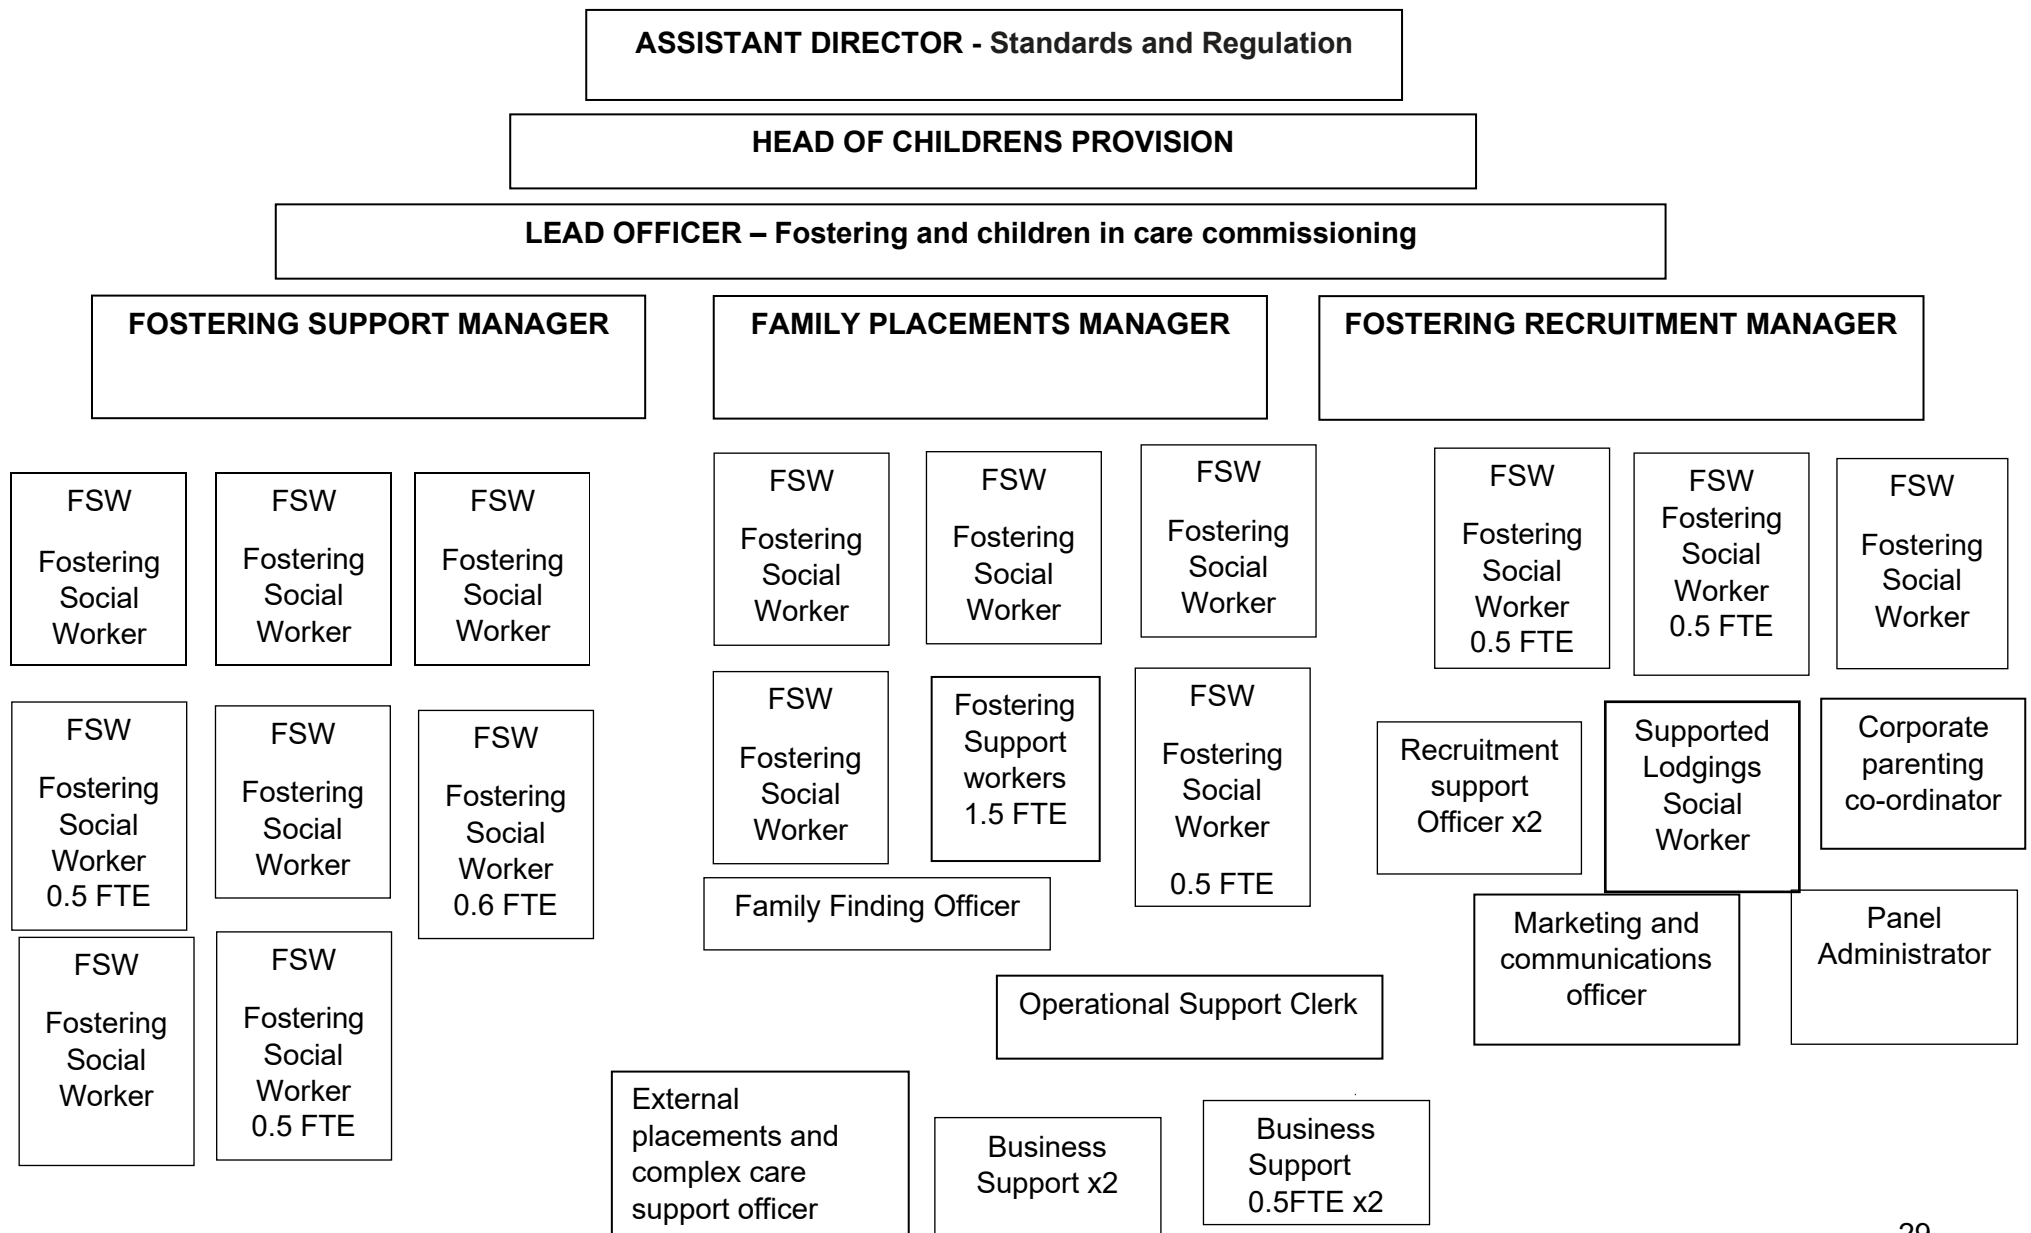 ASSISTANT DIRECTOR - Standards and Regulation
HEAD OF CHILDRENS PROVISION
LEAD OFFICER – Fostering and children in care commissioning
FOSTERING SUPPORT MANAGER
FAMILY PLACEMENTS MANAGER
FOSTERING RECRUITMENT MANAGER
FSW
Fostering
Social
Worker
FSW
Fostering
Social
Worker
FSW
Fostering
Social
Worker
FSW
Fostering
Social
Worker
0.5 FTE
FSW
Fostering
Social
Worker
FSW
Fostering
Social
Worker
0.6 FTE
FSW
Fostering
Social
Worker
FSW
Fostering
Social
Worker
0.5 FTE
FSW
Fostering
Social
Worker
FSW
Fostering
Social
Worker
FSW
Fostering
Social
Worker
FSW
Fostering
Social
Worker
Fostering
Support
workers
1.5 FTE
FSW
Fostering
Social
Worker
0.5 FTE
Family Finding Officer
FSW
Fostering
Social
Worker
0.5 FTE
FSW
Fostering
Social
Worker
0.5 FTE
FSW
Fostering
Social
Worker
Recruitment
support
Officer x2
Supported
Lodgings
Social
Worker
Corporate
parenting
co-ordinator
Marketing and
communications
officer
Panel
Administrator
Operational Support Clerk
External
placements and
complex care
support officer
Business
Support x2
Business
Support
0.5FTE x2
29